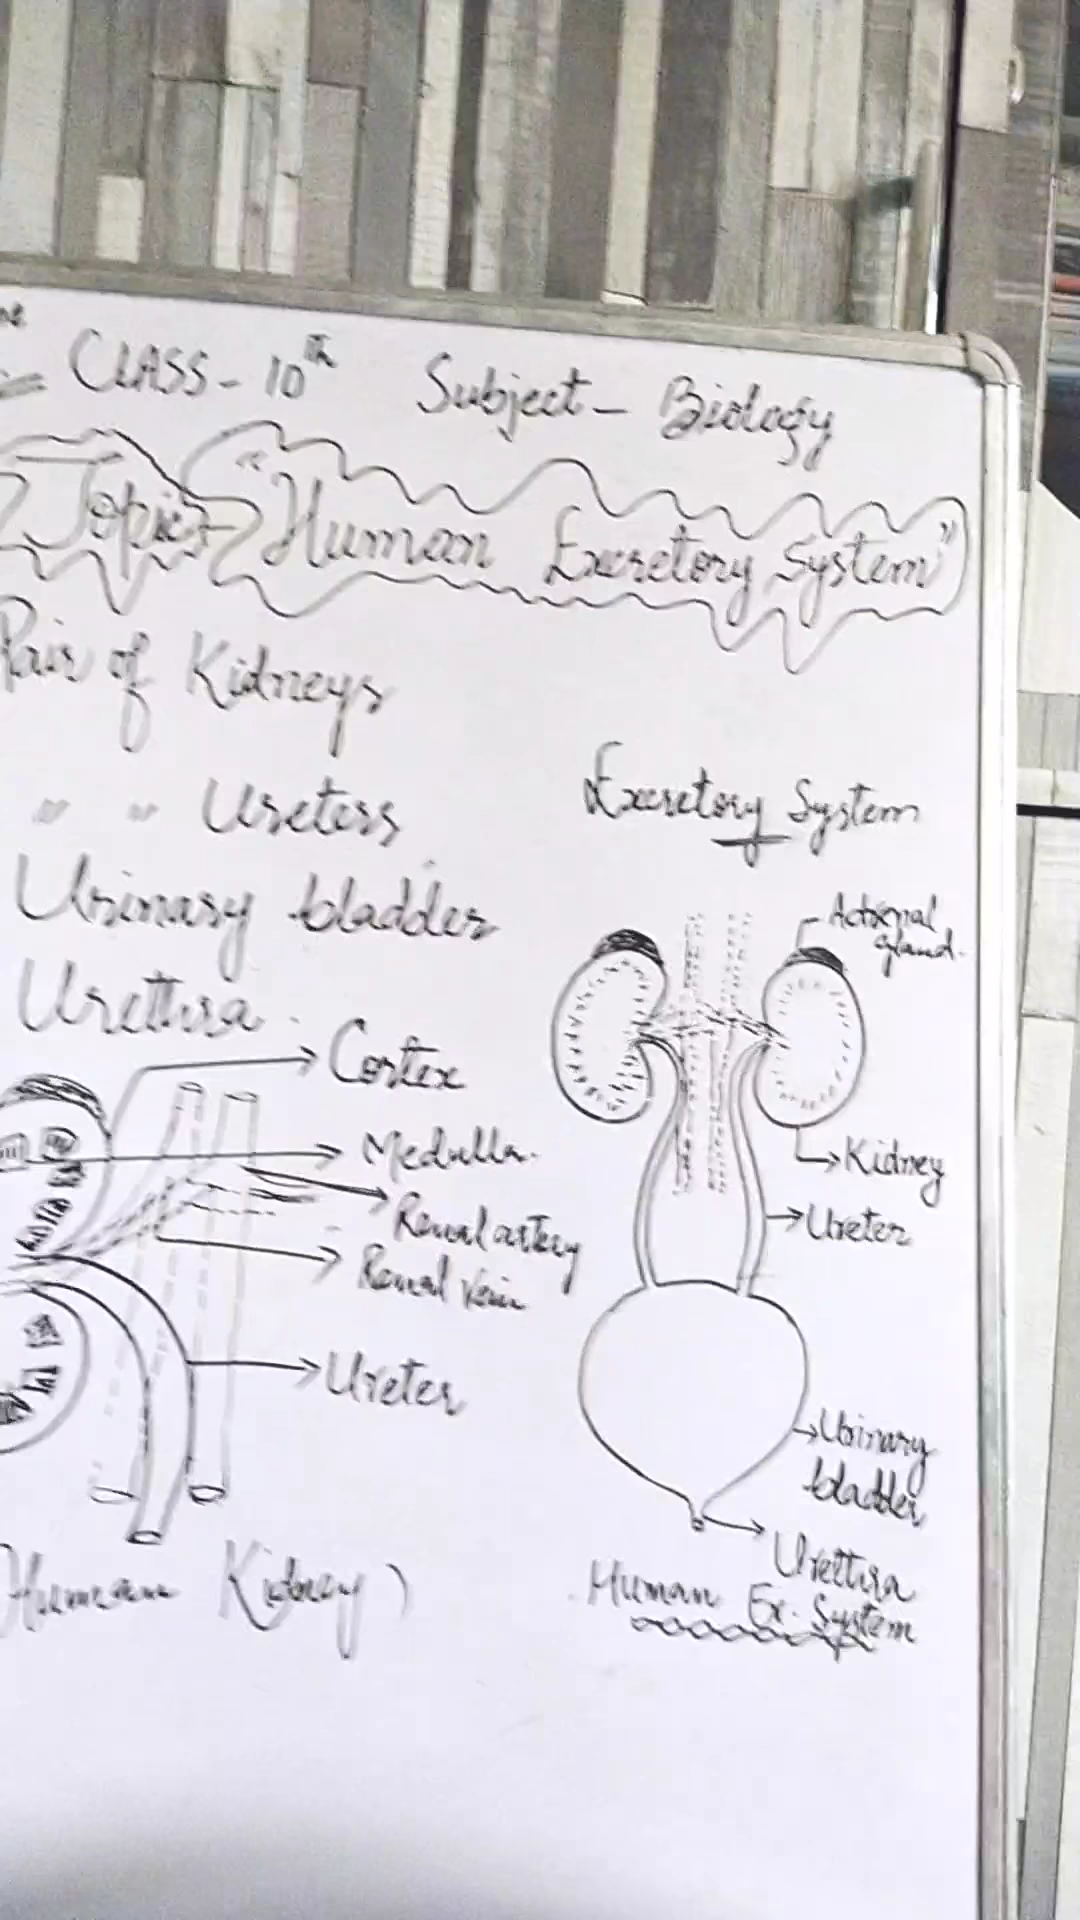 CLASS - 10th Subject - Biology
Topic "Human Excretory System"
Pair of Kidneys
" " Ureters
Urinary bladder
Urethra
Cortex
Medulla
Renal artery
Renal vein
Ureter
Human Kidney)
Excretory System
Adrenal
gland.
Kidney
Ureter
Urinary
bladder
Urethra
Human Ex. System